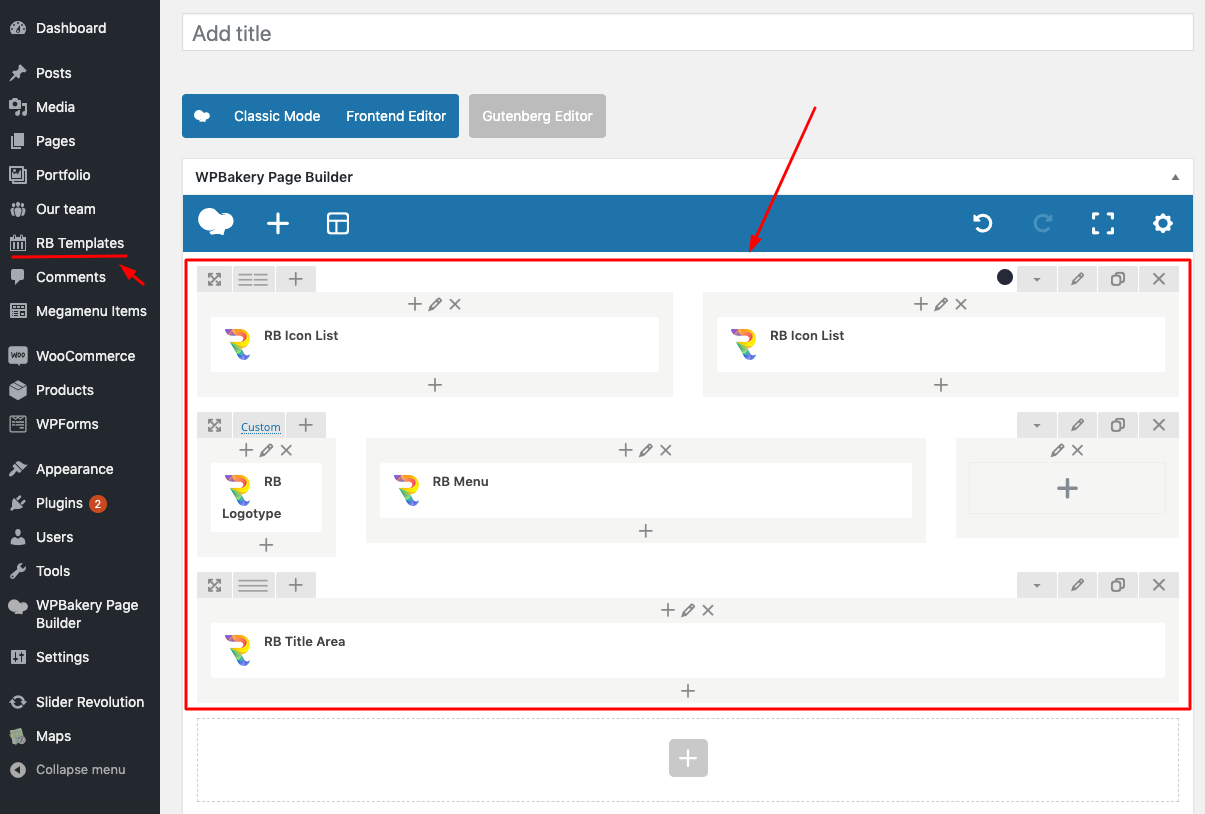 Dashboard
Posts
Media
Pages
Portfolio
Our team
RB Templates
Comments
Megamenu Items
WOO WooCommerce
Products
WPForms
Appearance
Plugins 2
Users
Tools
WPBakery Page
Builder
Settings
Slider Revolution
Maps
Collapse menu
Add title
Classic Mode Frontend Editor Gutenberg Editor
WPBakery Page Builder
RB Icon List RB Icon List
Custom
RB
Logotype
RB Menu
RB Title Area